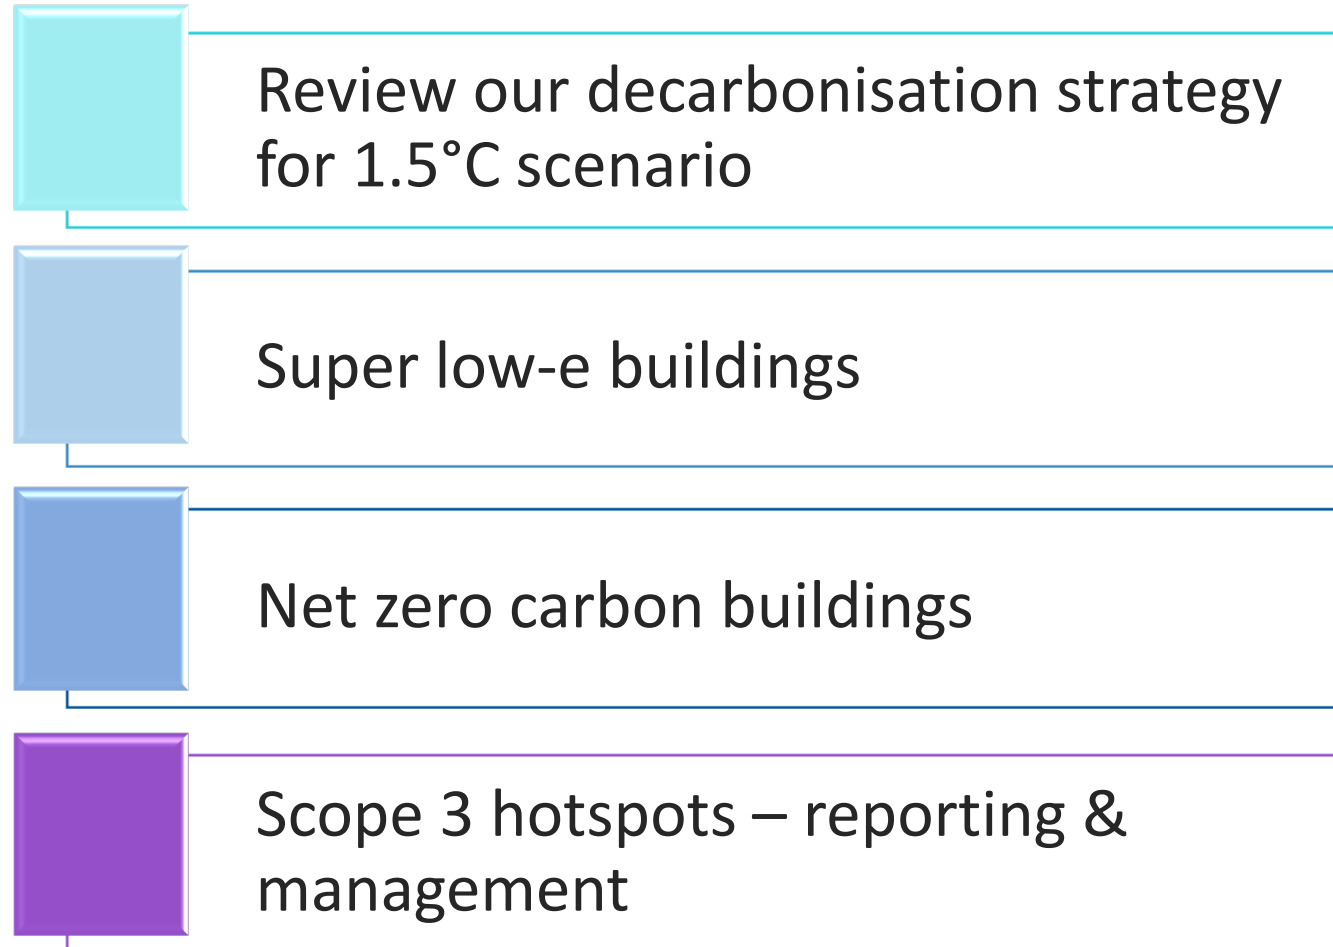 Review our decarbonisation strategy
for 1.5°C scenario
Super low-e buildings
Net zero carbon buildings
Scope 3 hotspots – reporting &
management